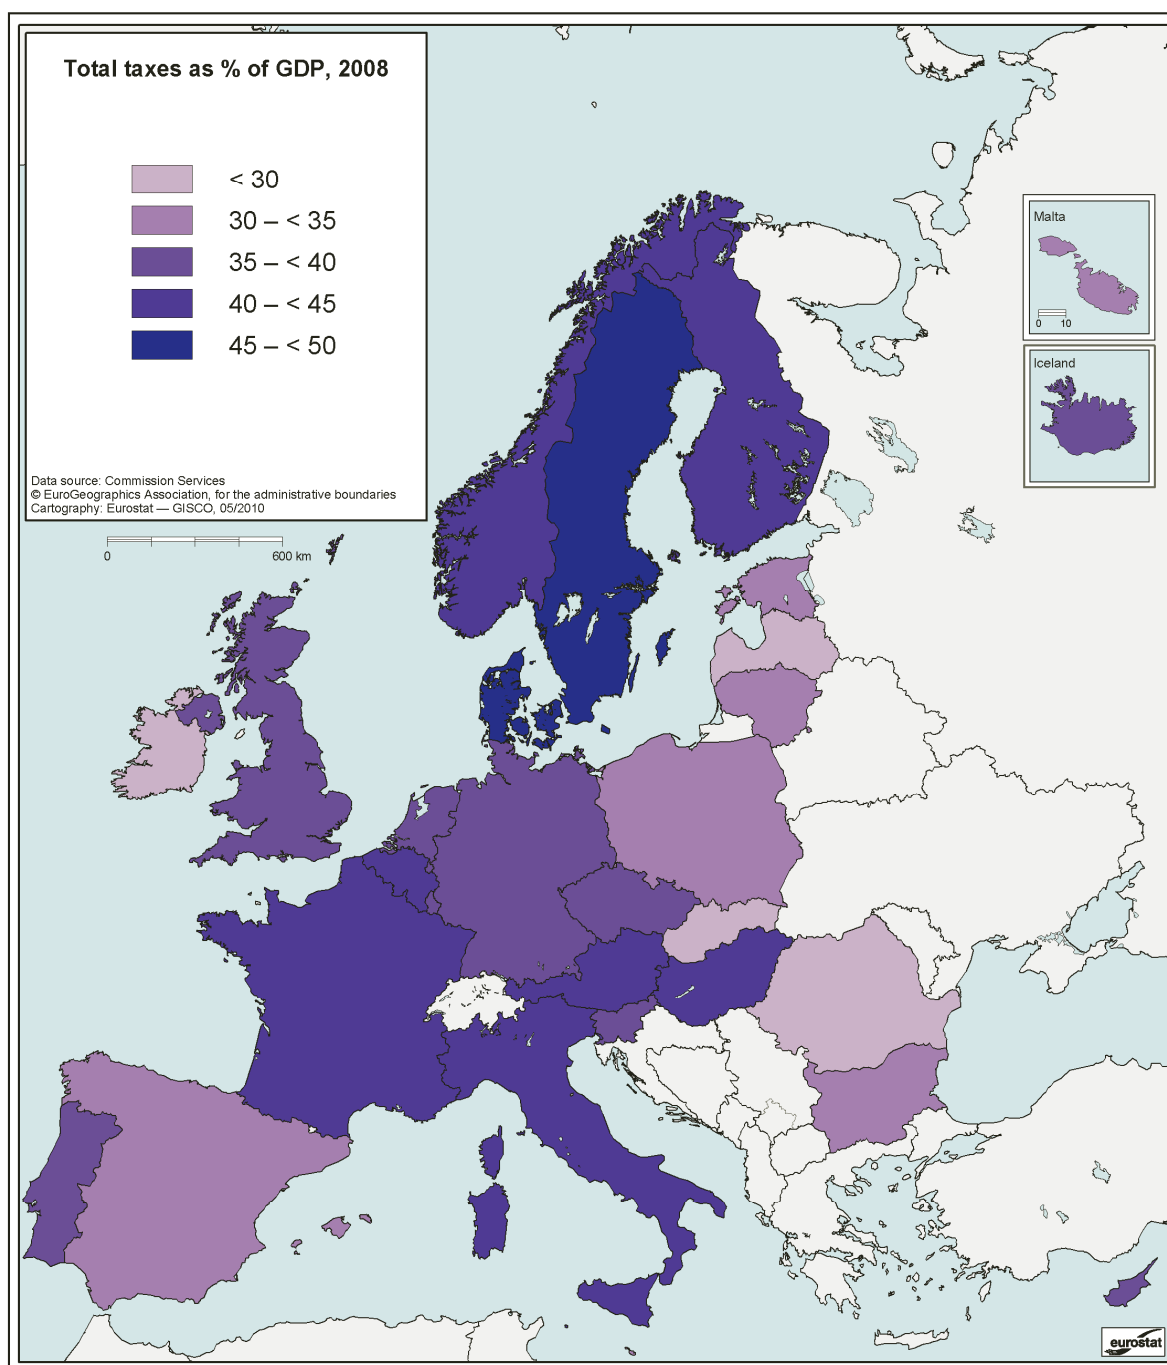 Total taxes as % of GDP, 2008
< 30
30 – < 35
35 – < 40
40 – < 45
45 – < 50
Data source: Commission Services
© EuroGeographics Association, for the administrative boundaries
Cartography: Eurostat — GISCO, 05/2010
0 600 km
Malta
0 10
Iceland
eurostat